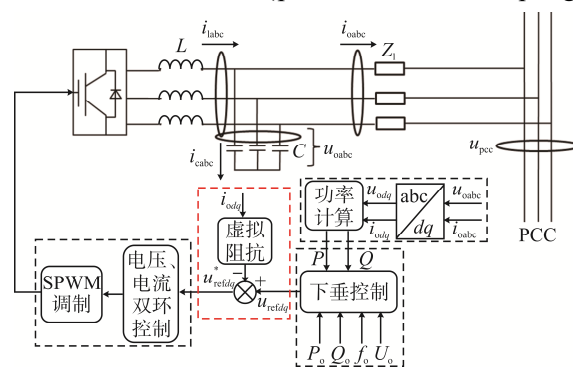 i_labc
i_oabc
L
Z_l
i_cabc
C
u_oabc
u_pcc
PCC
i_odq
虚拟
阻抗
功率
计算
u_odq
i_odq
abc
dq
u_oabc
i_oabc
P
Q
SPWM
调制
电压、
电流
双环
控制
u*_refdq
−
+
u_refdq
下垂控制
P_o
Q_o
f_o
U_o